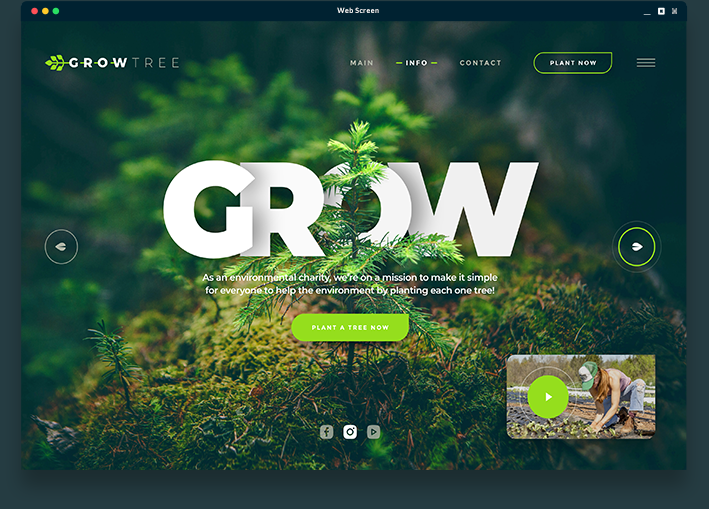 Web Screen
GROWTREE
MAIN
INFO
CONTACT
PLANT NOW
GROW
As an environmental charity, we're on a mission to make it simple
for everyone to help the environment by planting each one tree!
PLANT A TREE NOW